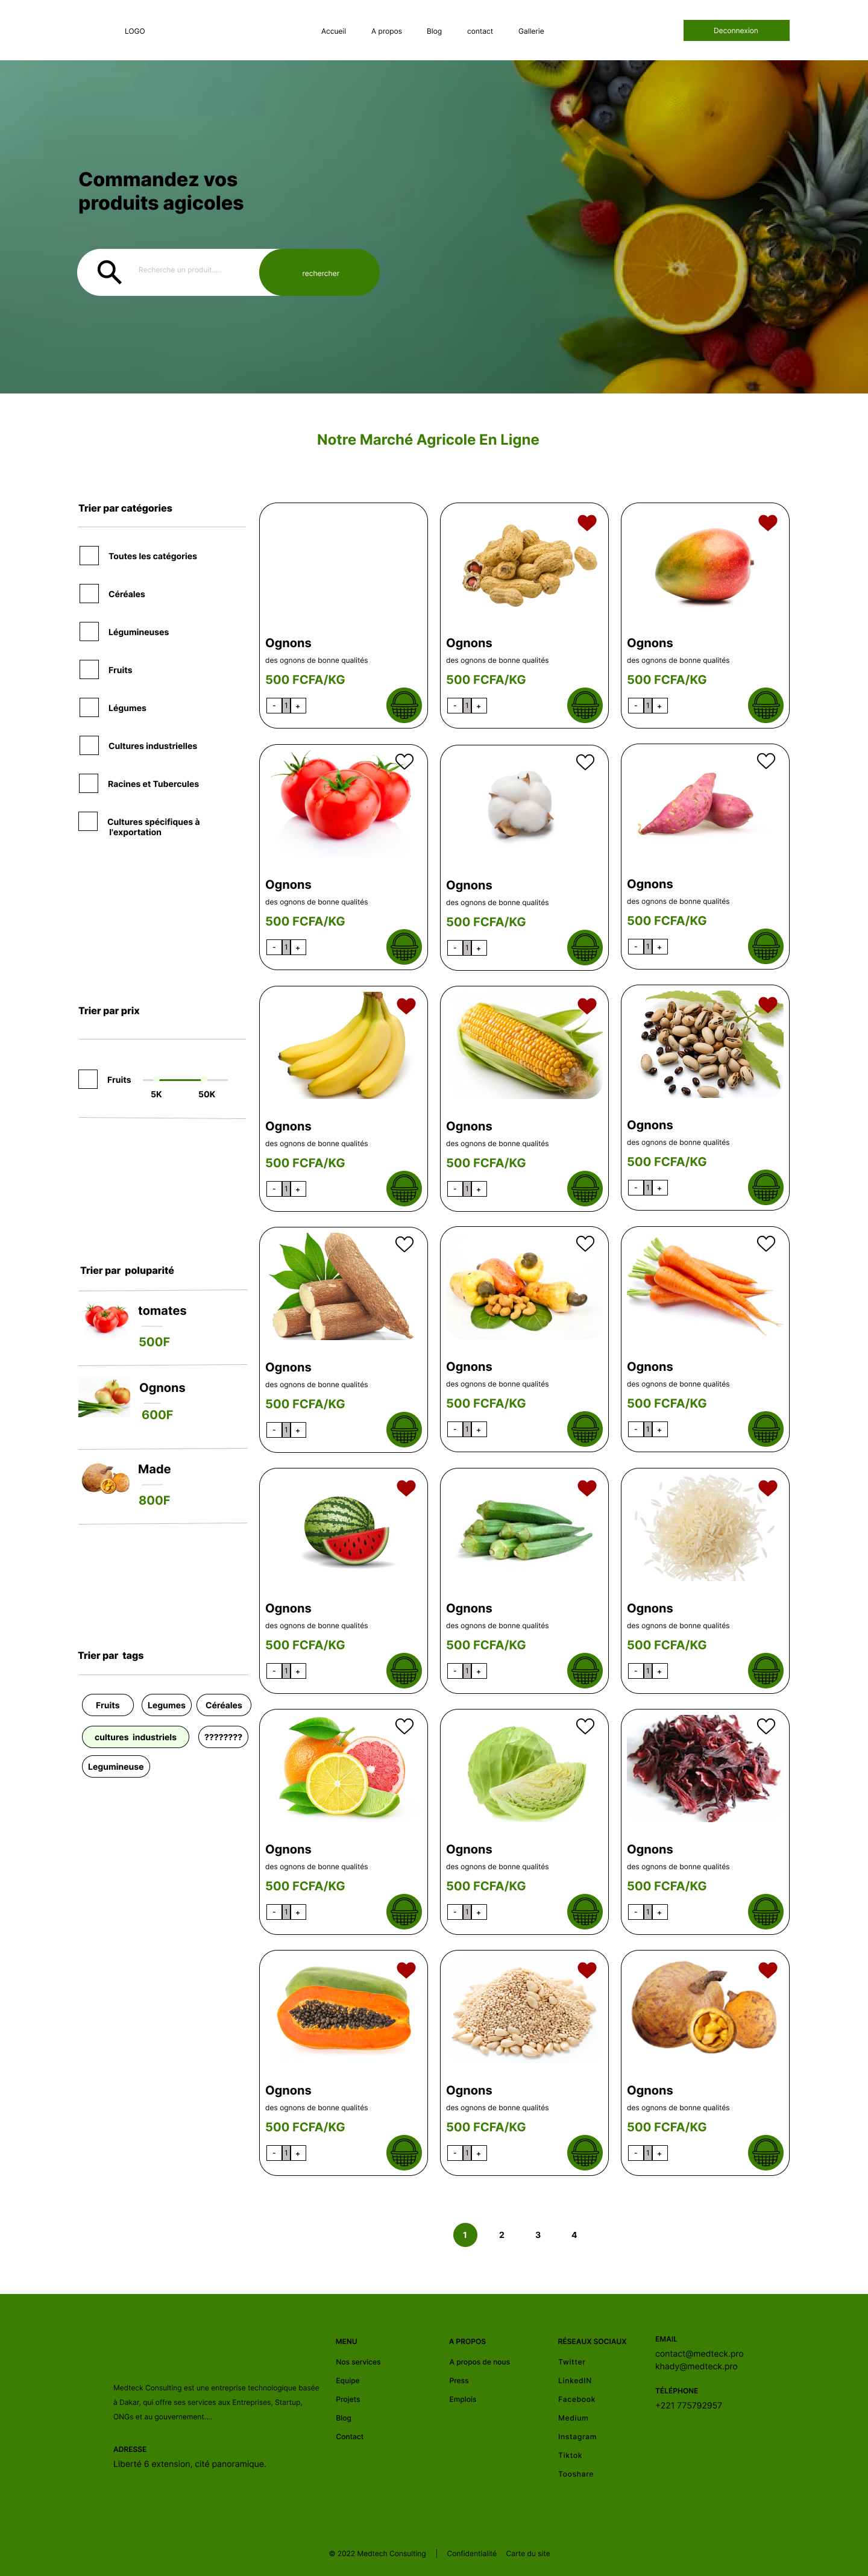 LOGO
Accueil
A propos
Blog
contact
Gallerie
Deconnexion
Commandez vos
produits agicoles
Recherche un produit.....
rechercher
Notre Marché Agricole En Ligne
Trier par catégories
Toutes les catégories
Céréales
Légumineuses
Fruits
Légumes
Cultures industrielles
Racines et Tubercules
Cultures spécifiques à
l'exportation
Trier par prix
Fruits
5K
50K
Trier par poluparité
tomates
500F
Ognons
600F
Made
800F
Trier par tags
Fruits
Legumes
Céréales
cultures industriels
????????
Legumineuse
Ognons
des ognons de bonne qualités
500 FCFA/KG
- 1 +
Ognons
des ognons de bonne qualités
500 FCFA/KG
- 1 +
Ognons
des ognons de bonne qualités
500 FCFA/KG
- 1 +
Ognons
des ognons de bonne qualités
500 FCFA/KG
- 1 +
Ognons
des ognons de bonne qualités
500 FCFA/KG
- 1 +
Ognons
des ognons de bonne qualités
500 FCFA/KG
- 1 +
Ognons
des ognons de bonne qualités
500 FCFA/KG
- 1 +
Ognons
des ognons de bonne qualités
500 FCFA/KG
- 1 +
Ognons
des ognons de bonne qualités
500 FCFA/KG
- 1 +
Ognons
des ognons de bonne qualités
500 FCFA/KG
- 1 +
Ognons
des ognons de bonne qualités
500 FCFA/KG
- 1 +
Ognons
des ognons de bonne qualités
500 FCFA/KG
- 1 +
Ognons
des ognons de bonne qualités
500 FCFA/KG
- 1 +
Ognons
des ognons de bonne qualités
500 FCFA/KG
- 1 +
Ognons
des ognons de bonne qualités
500 FCFA/KG
- 1 +
Ognons
des ognons de bonne qualités
500 FCFA/KG
- 1 +
Ognons
des ognons de bonne qualités
500 FCFA/KG
- 1 +
Ognons
des ognons de bonne qualités
500 FCFA/KG
- 1 +
Ognons
des ognons de bonne qualités
500 FCFA/KG
- 1 +
Ognons
des ognons de bonne qualités
500 FCFA/KG
- 1 +
Ognons
des ognons de bonne qualités
500 FCFA/KG
- 1 +
1 2 3 4
Medteck Consulting est une entreprise technologique basée
à Dakar, qui offre ses services aux Entreprises, Startup,
ONGs et au gouvernement....
ADRESSE
Liberté 6 extension, cité panoramique.
MENU
Nos services
Equipe
Projets
Blog
Contact
A PROPOS
A propos de nous
Press
Emplois
RÉSEAUX SOCIAUX
Twitter
LinkedIN
Facebook
Medium
Instagram
Tiktok
Tooshare
EMAIL
contact@medteck.pro
khady@medteck.pro
TÉLÉPHONE
+221 775792957
© 2022 Medtech Consulting | Confidentialité Carte du site